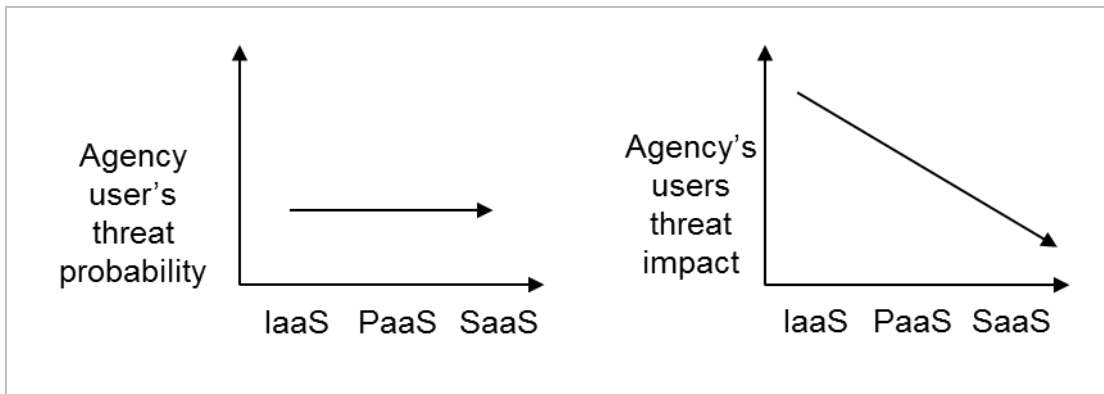 Agency
user's
threat
probability
IaaS PaaS SaaS
Agency's
users
threat
impact
IaaS PaaS SaaS